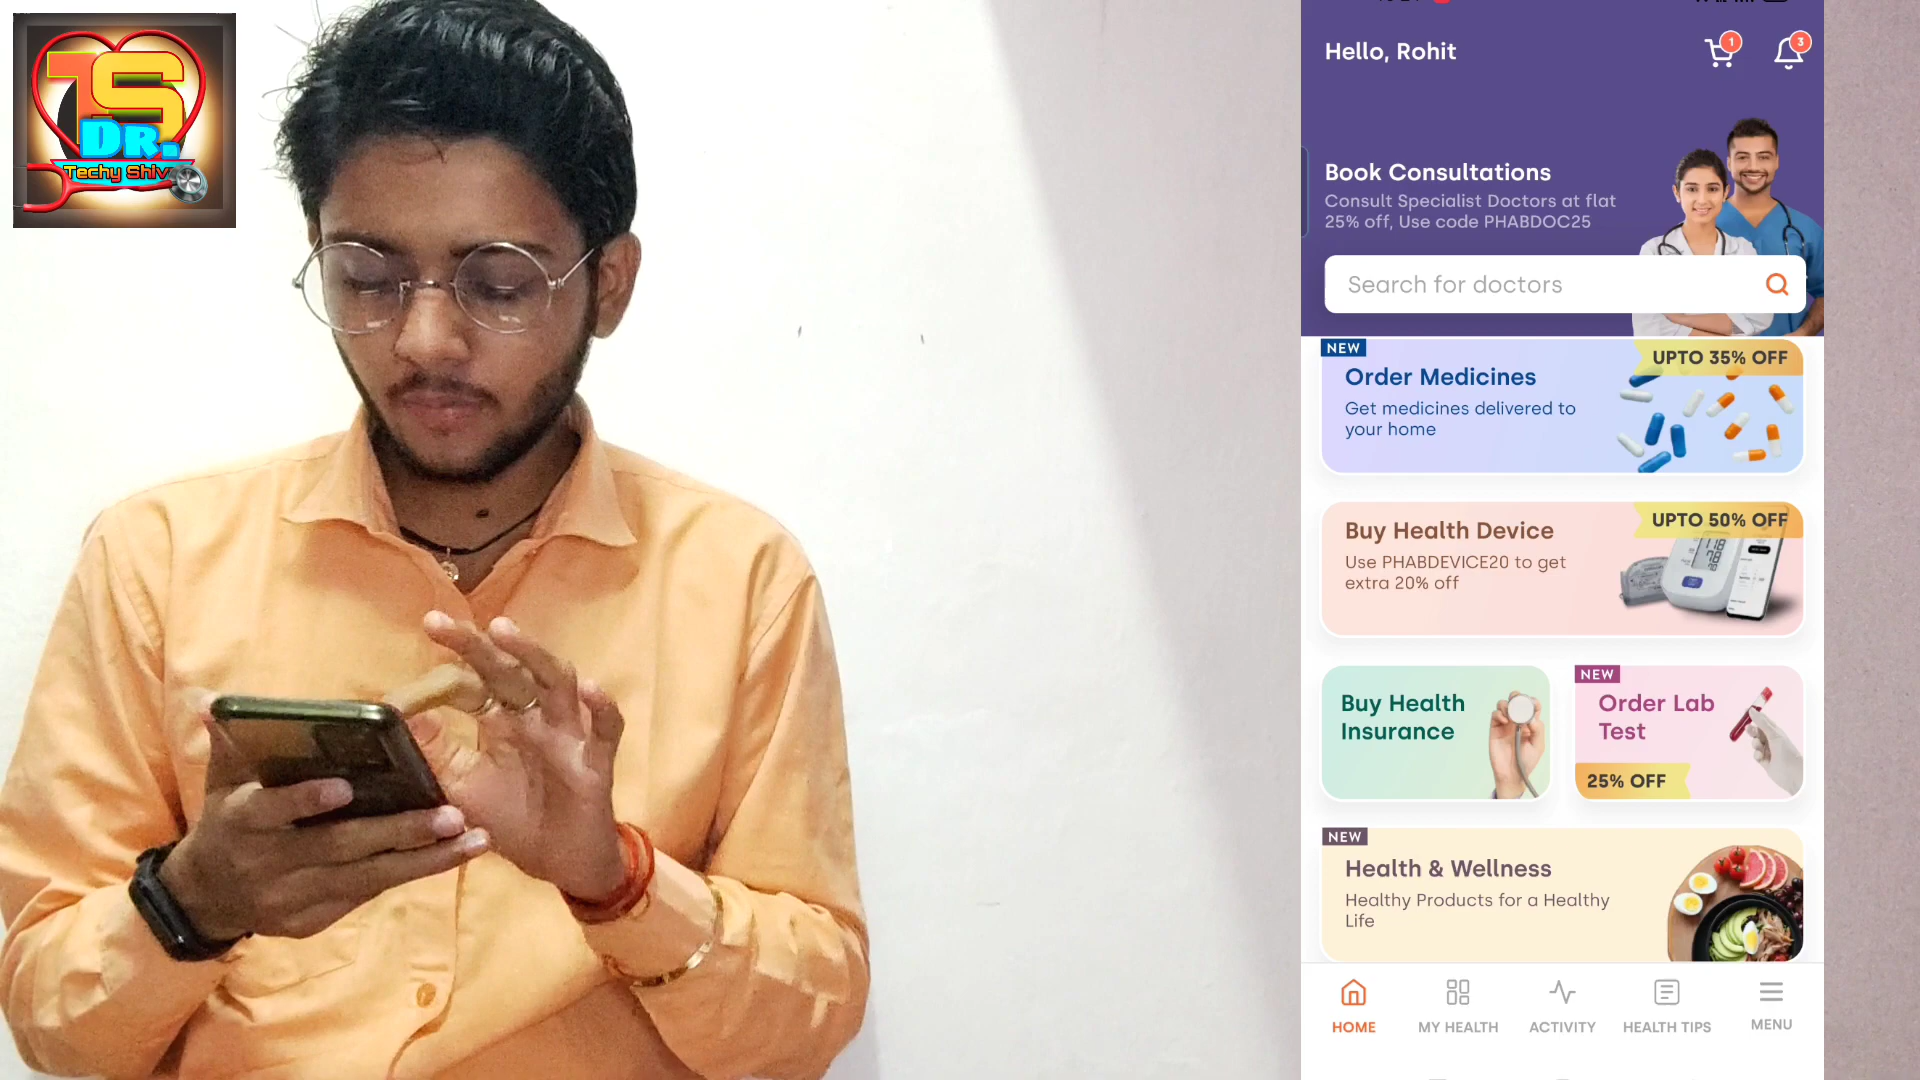 TS
Dr.
Techy Shiv
Hello, Rohit
1
3
Book Consultations
Consult Specialist Doctors at flat
25% off, Use code PHABDOC25
Search for doctors
NEW
UPTO 35% OFF
Order Medicines
Get medicines delivered to
your home
UPTO 50% OFF
Buy Health Device
Use PHABDEVICE20 to get
extra 20% off
Buy Health
Insurance
NEW
Order Lab
Test
25% OFF
NEW
Health & Wellness
Healthy Products for a Healthy
Life
HOME
MY HEALTH
ACTIVITY
HEALTH TIPS
MENU